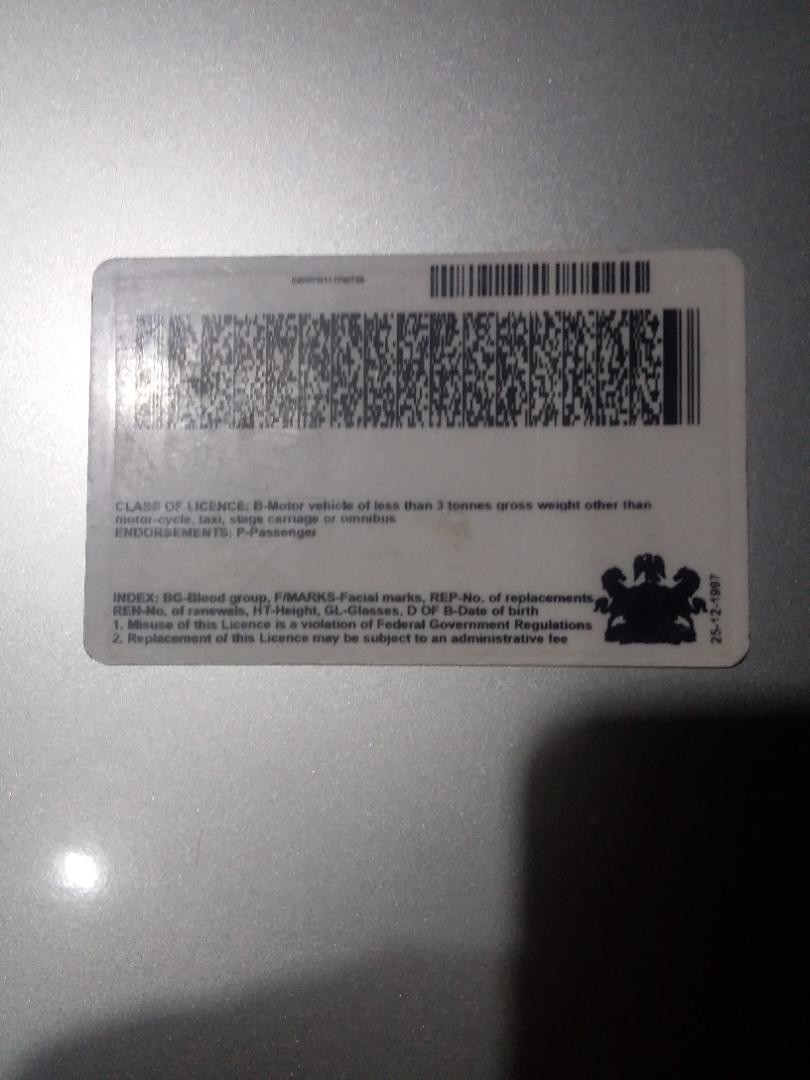 CLASS OF LICENCE: B-Motor vehicle of less than 3 tonnes gross weight other than
motor-cycle, taxi, stage carriage or omnibus
ENDORSEMENTS: P-Passenger
INDEX: BG-Blood group, F/MARKS-Facial marks, REP-No. of replacements,
REN-No. of renewals, HT-Height, GL-Glasses, D OF B-Date of birth
1. Misuse of this Licence is a violation of Federal Government Regulations
2. Replacement of this Licence may be subject to an administrative fee
25-12-1997